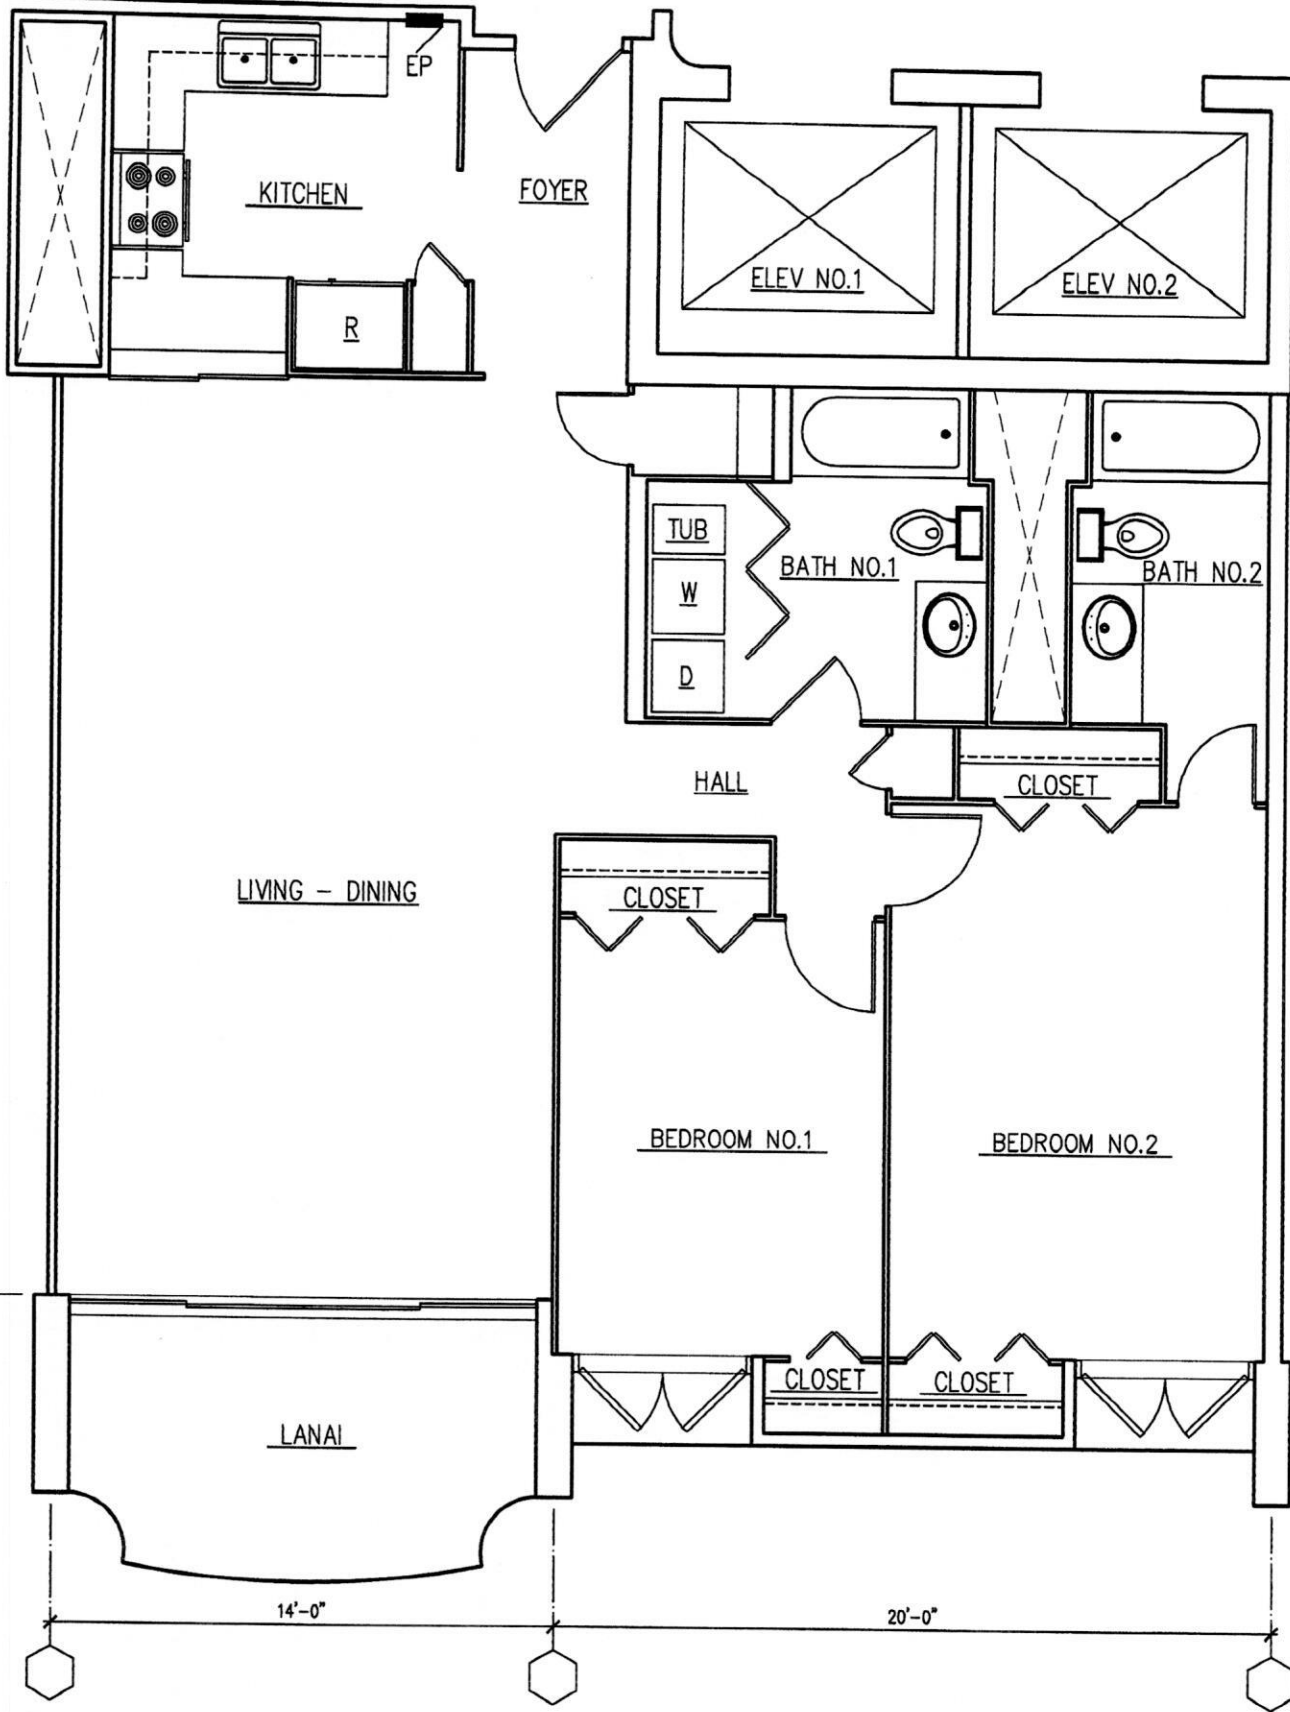 EP
KITCHEN
FOYER
ELEV NO.1
ELEV NO.2
R
TUB
W
D
BATH NO.1
BATH NO.2
HALL
CLOSET
LIVING - DINING
CLOSET
BEDROOM NO.1
BEDROOM NO.2
CLOSET
CLOSET
LANAI
14'-0"
20'-0"